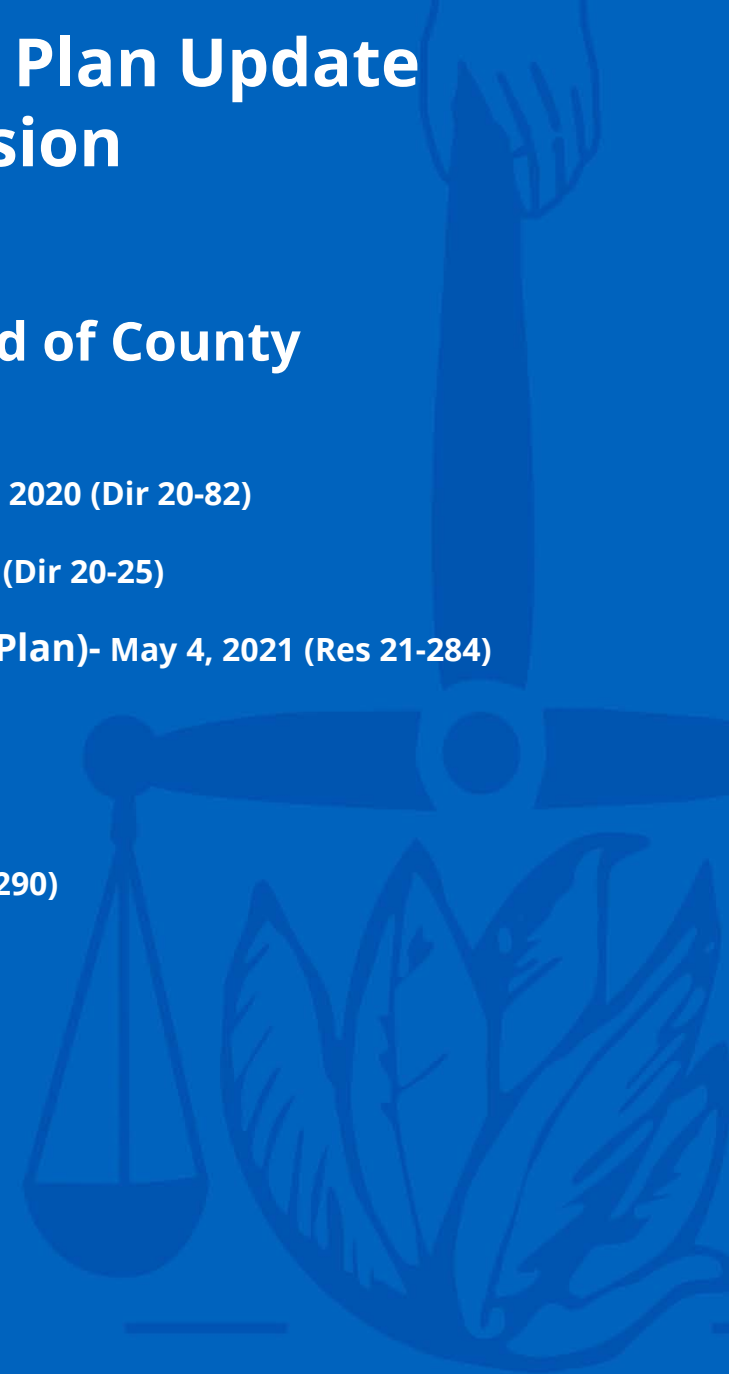 Plan Update
sion
d of County
2020 (Dir 20-82)
(Dir 20-25)
Plan)- May 4, 2021 (Res 21-284)
290)